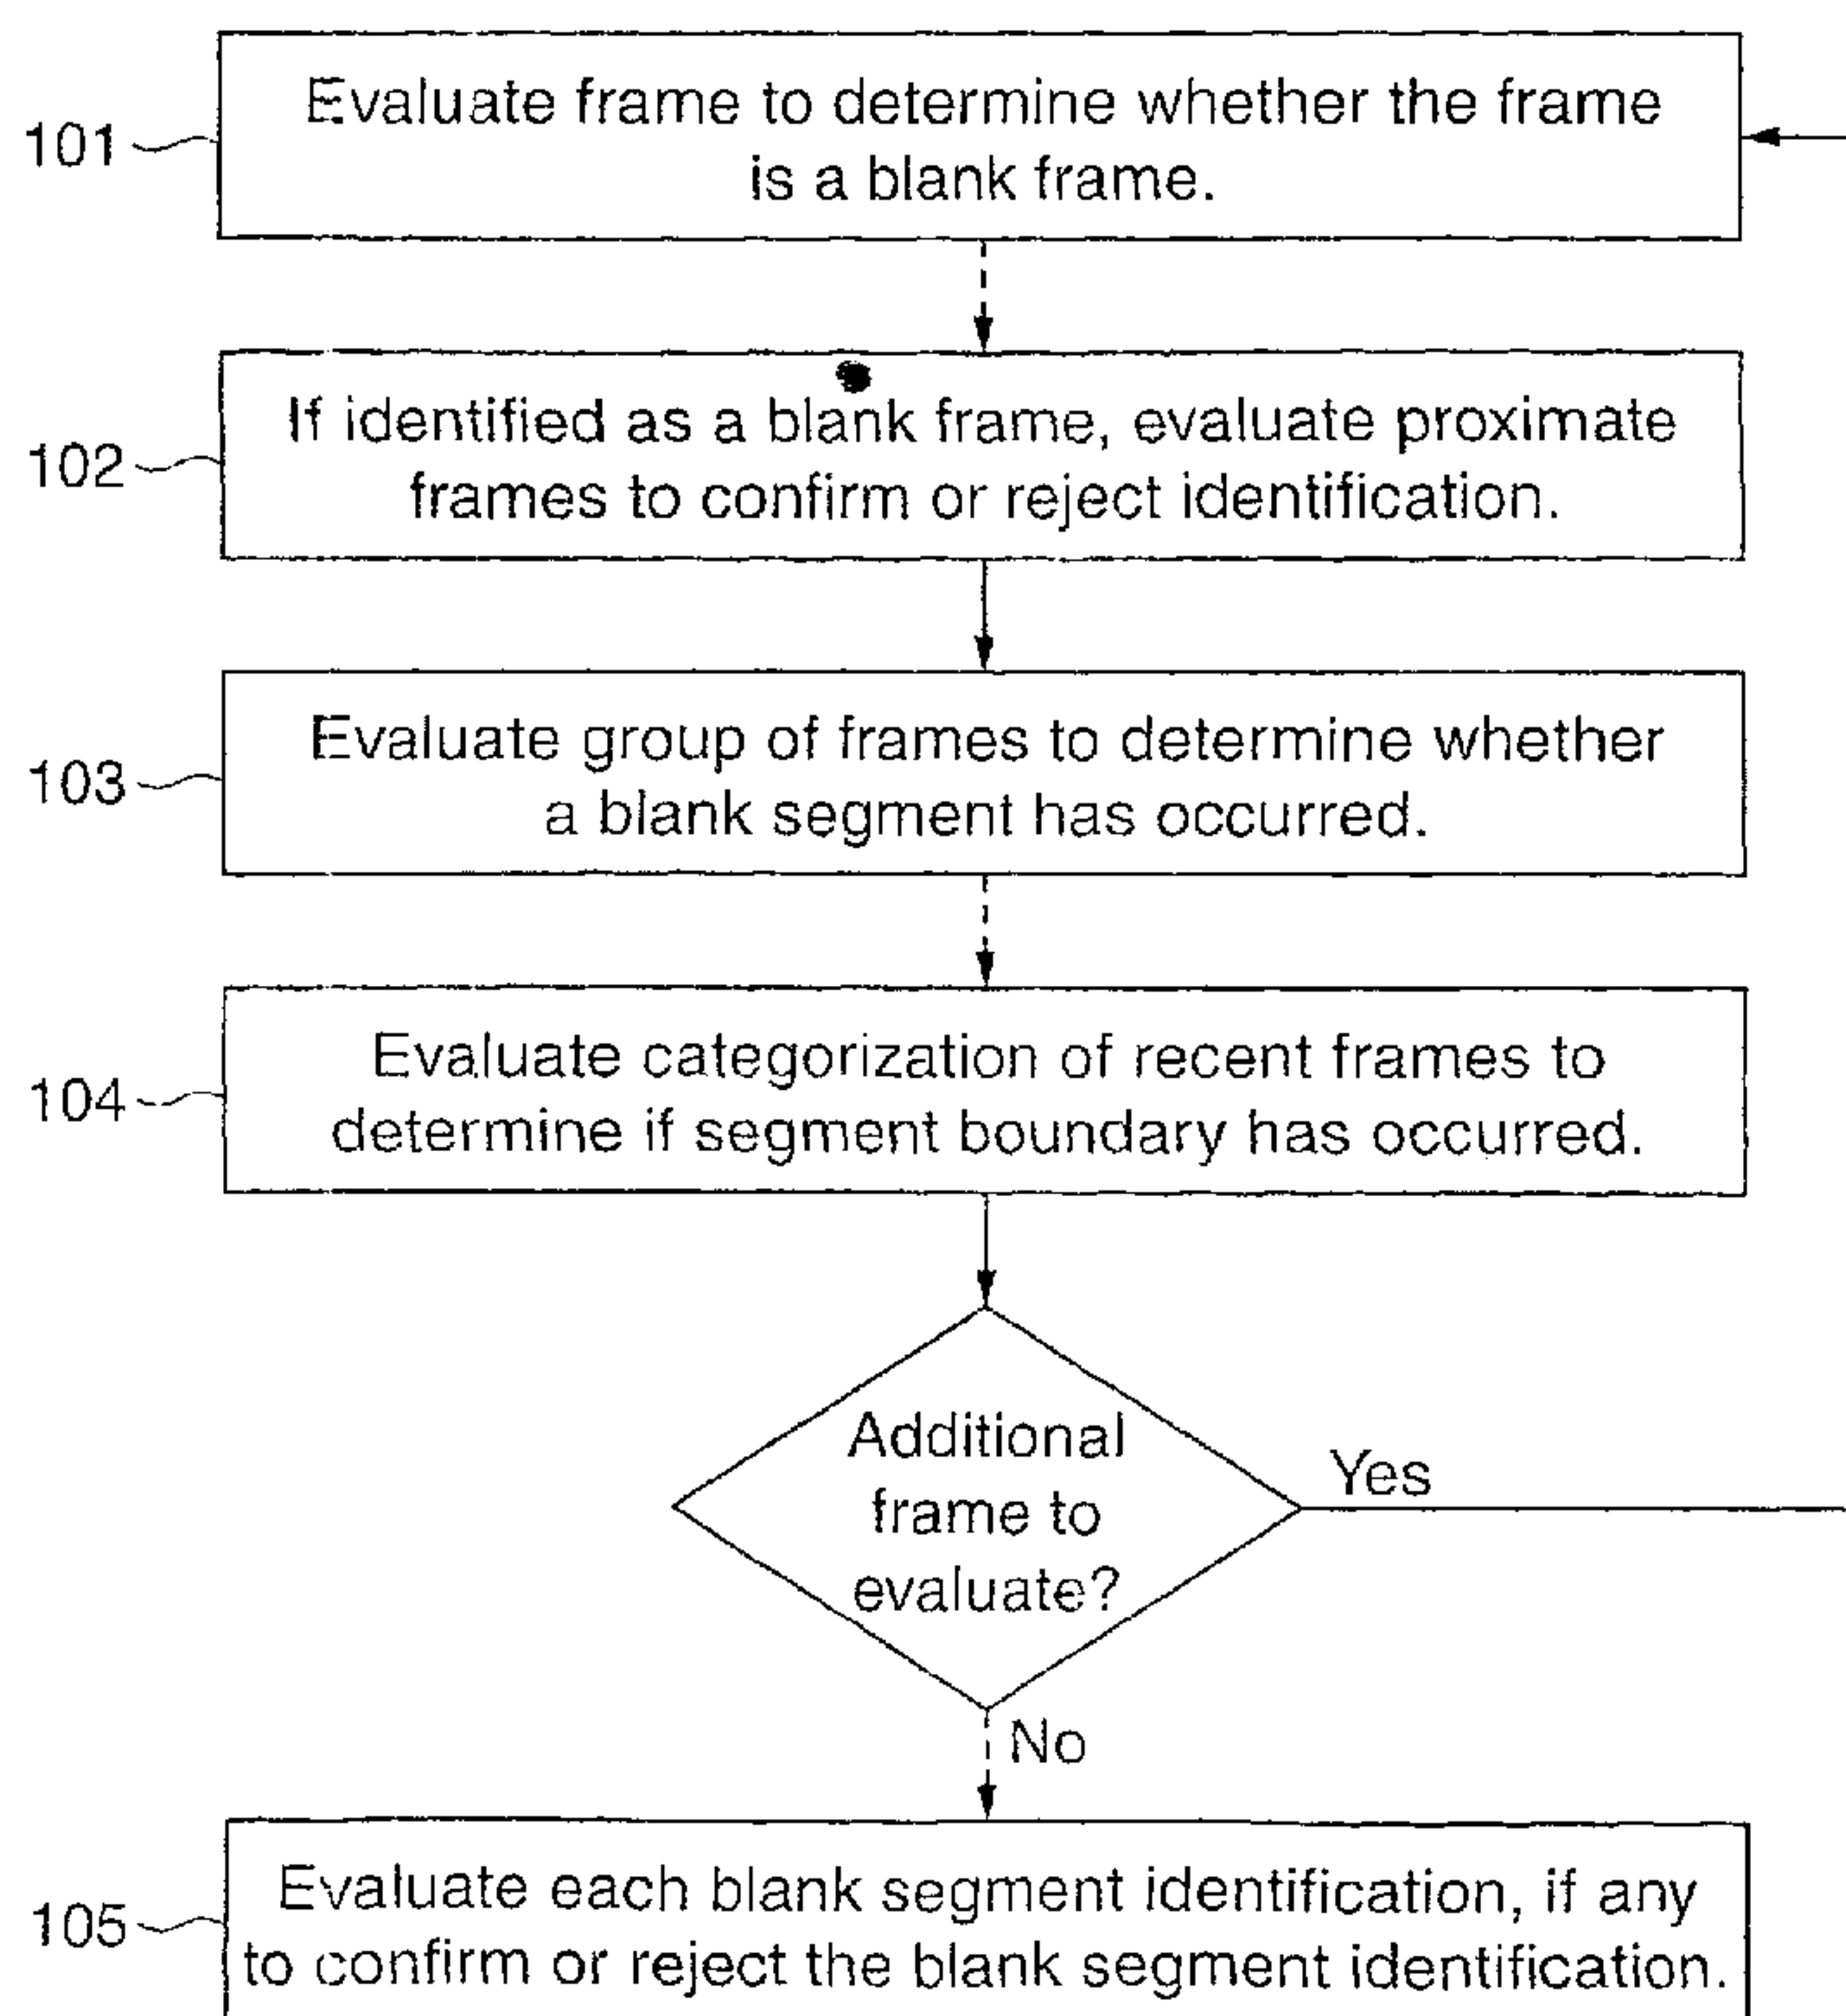 Evaluate frame to determine whether the frame
is a blank frame.
101
If identified as a blank frame, evaluate proximate
frames to confirm or reject identification.
102
Evaluate group of frames to determine whether
a blank segment has occurred.
103
Evaluate categorization of recent frames to
determine if segment boundary has occurred.
104
Additional
frame to
evaluate?
Yes
No
Evaluate each blank segment identification, if any
to confirm or reject the blank segment identification.
105